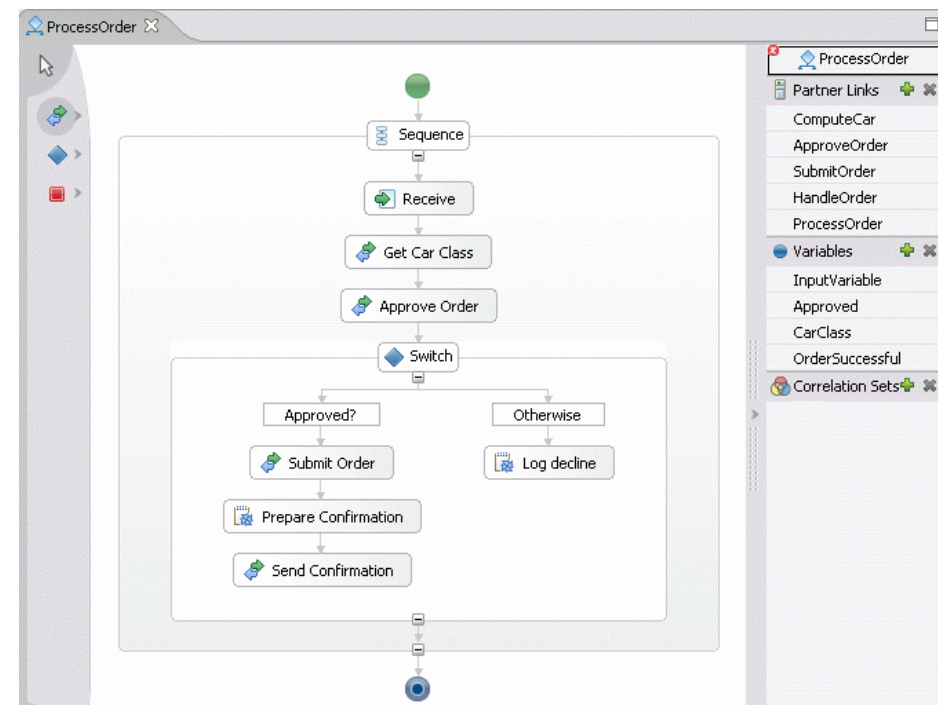 ProcessOrder
Sequence
Receive
Get Car Class
Approve Order
Switch
Approved?
Otherwise
Submit Order
Log decline
Prepare Confirmation
Send Confirmation
ProcessOrder
Partner Links
ComputeCar
ApproveOrder
SubmitOrder
HandleOrder
ProcessOrder
Variables
InputVariable
Approved
CarClass
OrderSuccessful
Correlation Sets